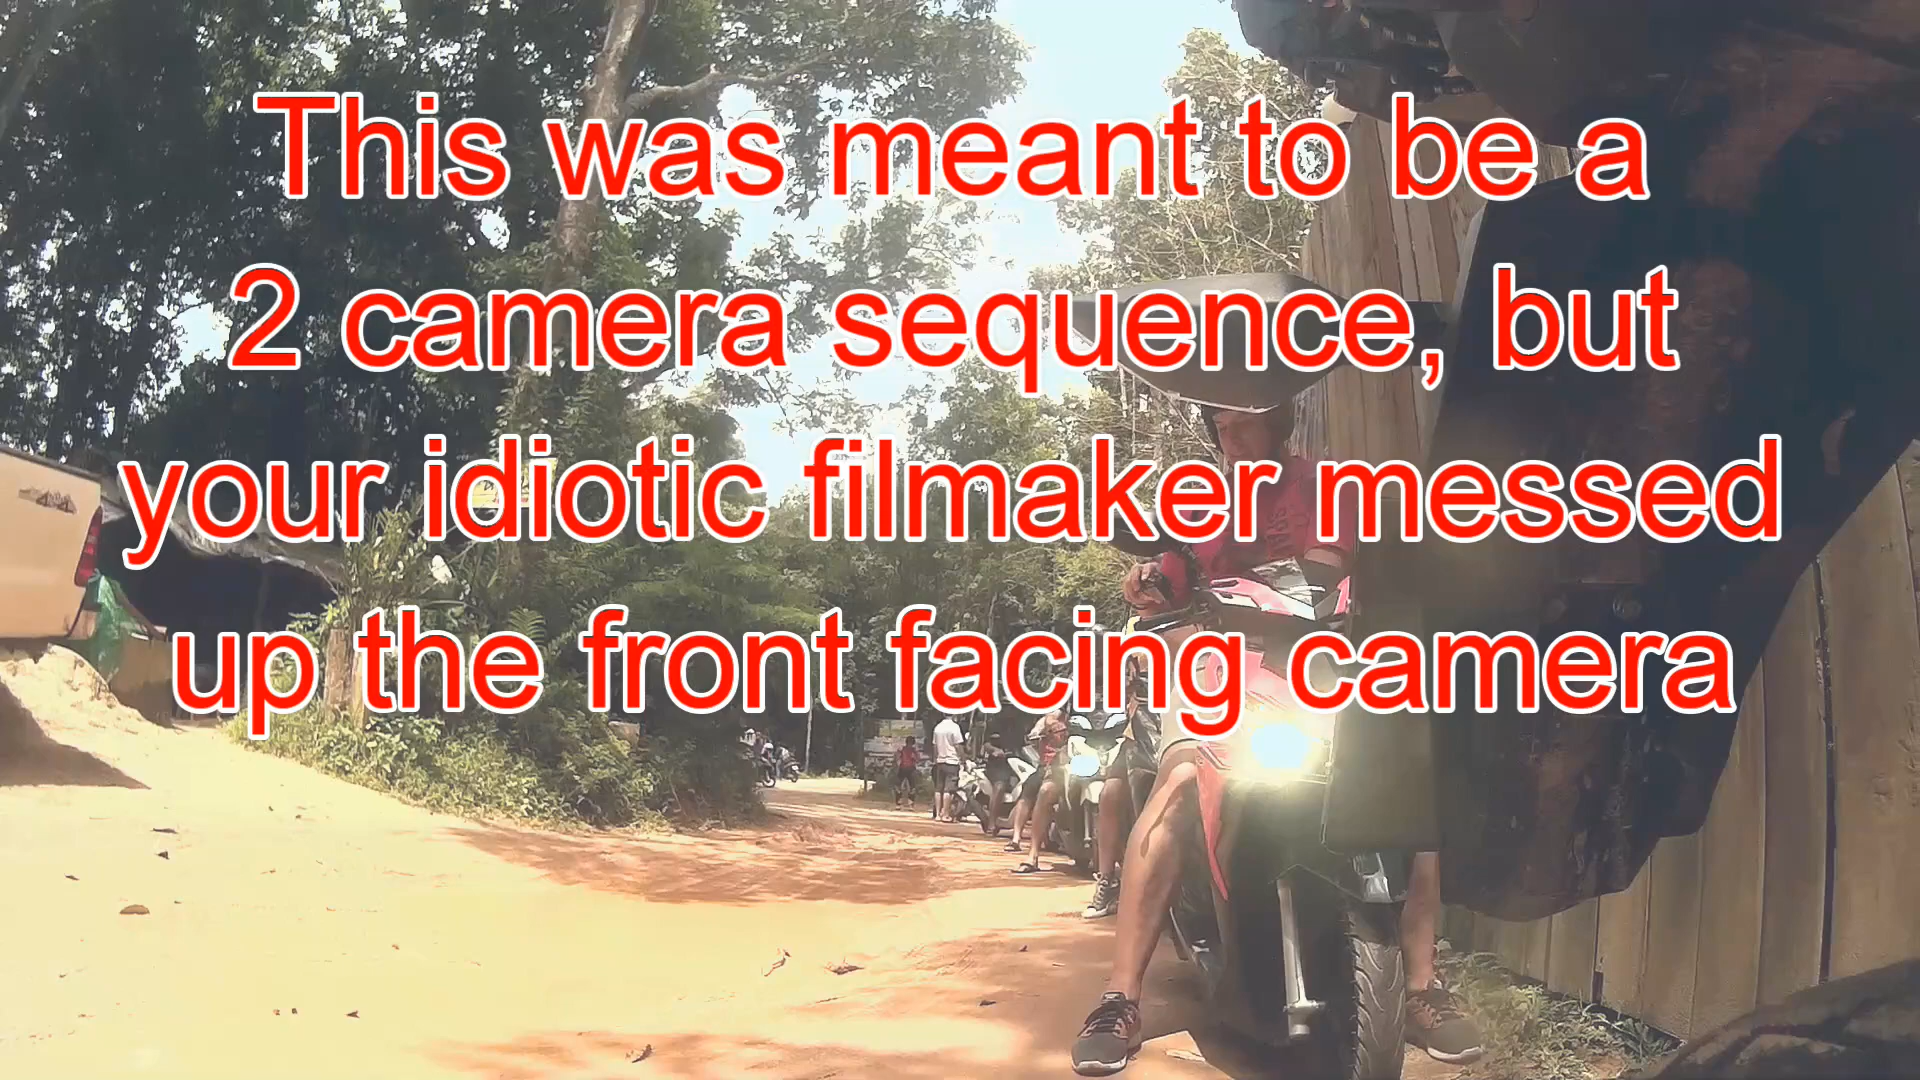 This was meant to be a
2 camera sequence, but
your idiotic filmaker messed
up the front facing camera